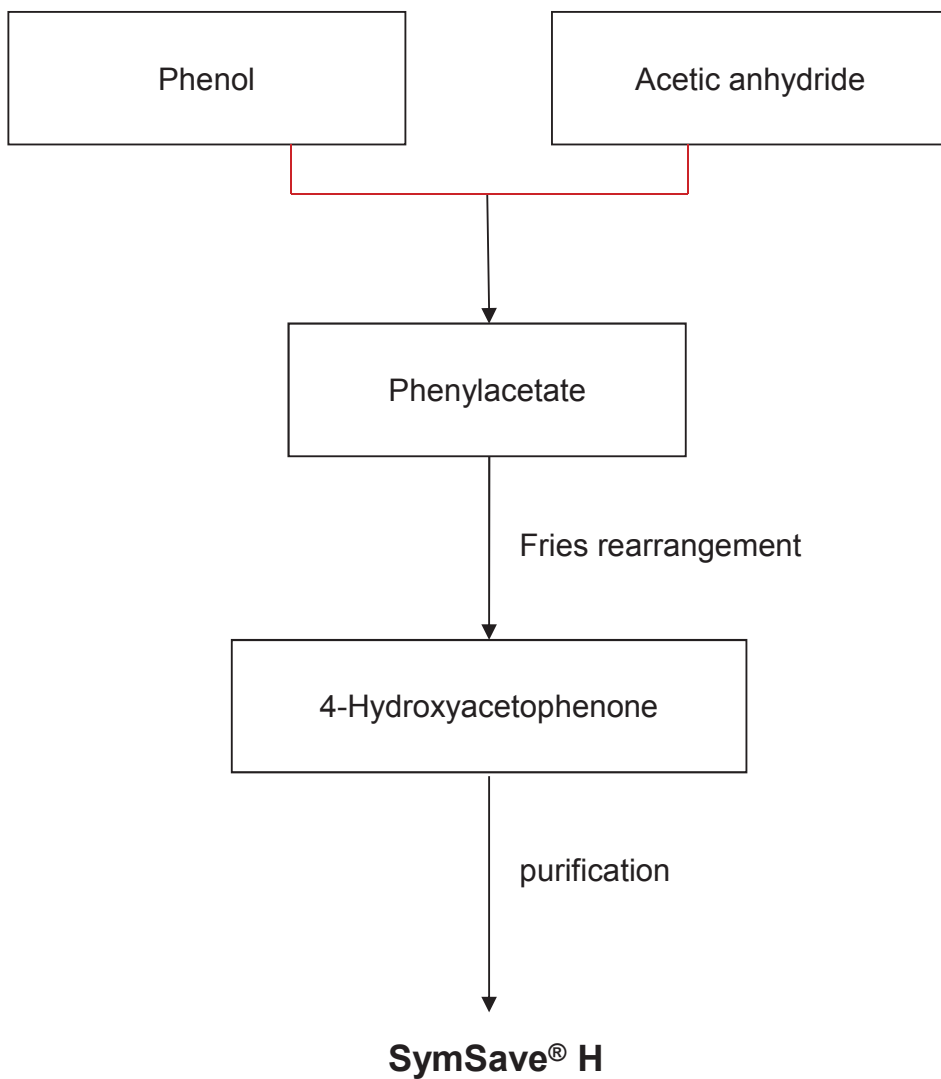 Phenol
Acetic anhydride
Phenylacetate
Fries rearrangement
4-Hydroxyacetophenone
purification
SymSave® H